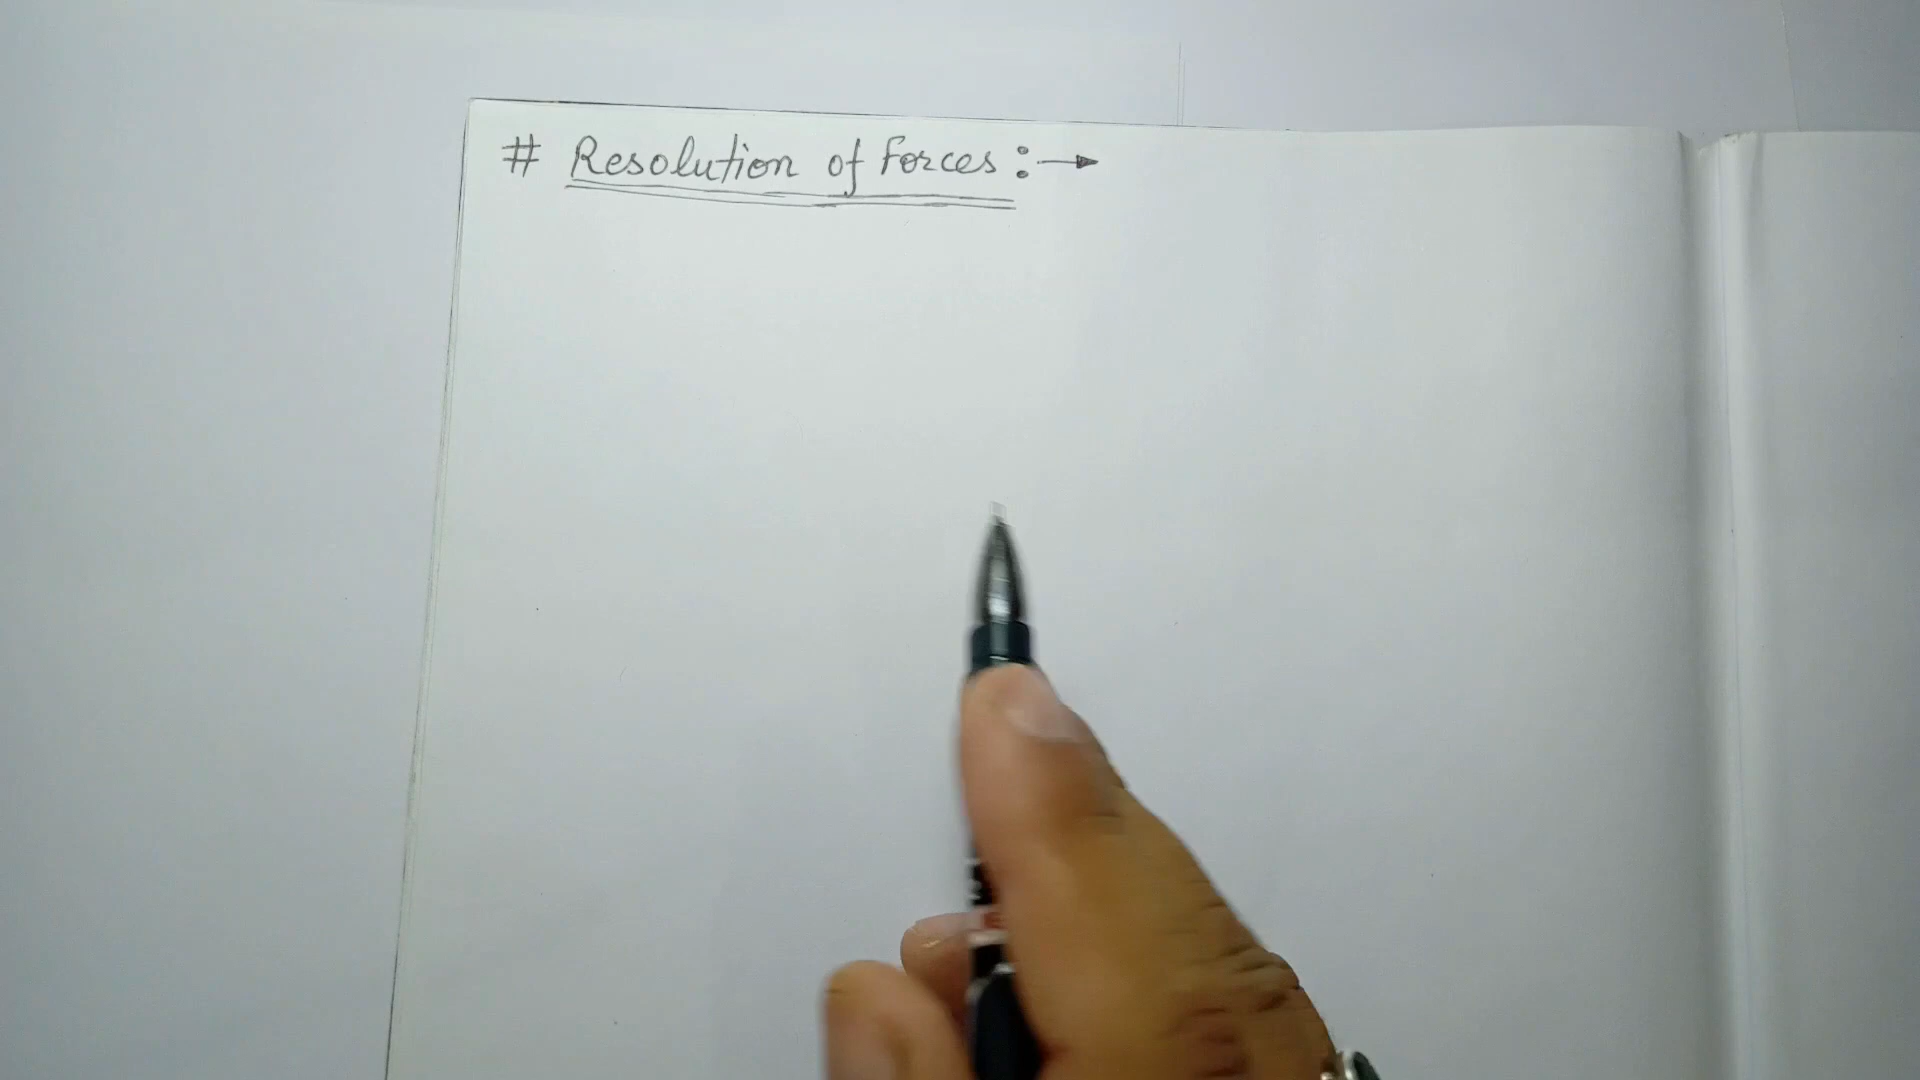 # Resolution of Forces :→